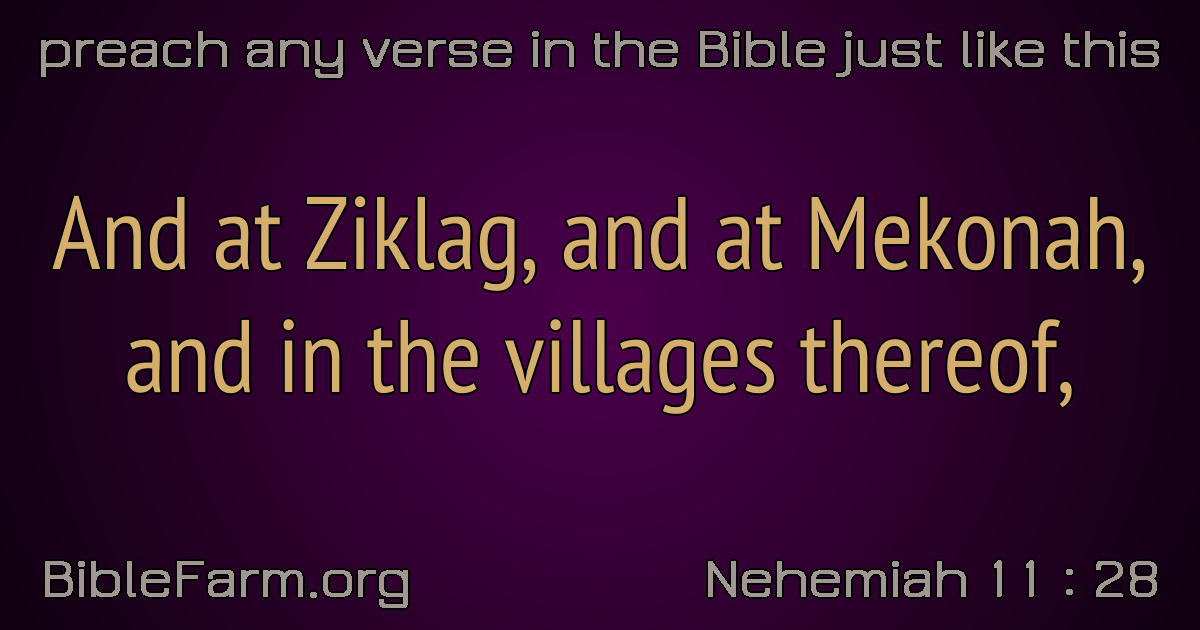 preach any verse in the Bible just like this
And at Ziklag, and at Mekonah,
and in the villages thereof,
BibleFarm.org
Nehemiah 11 : 28